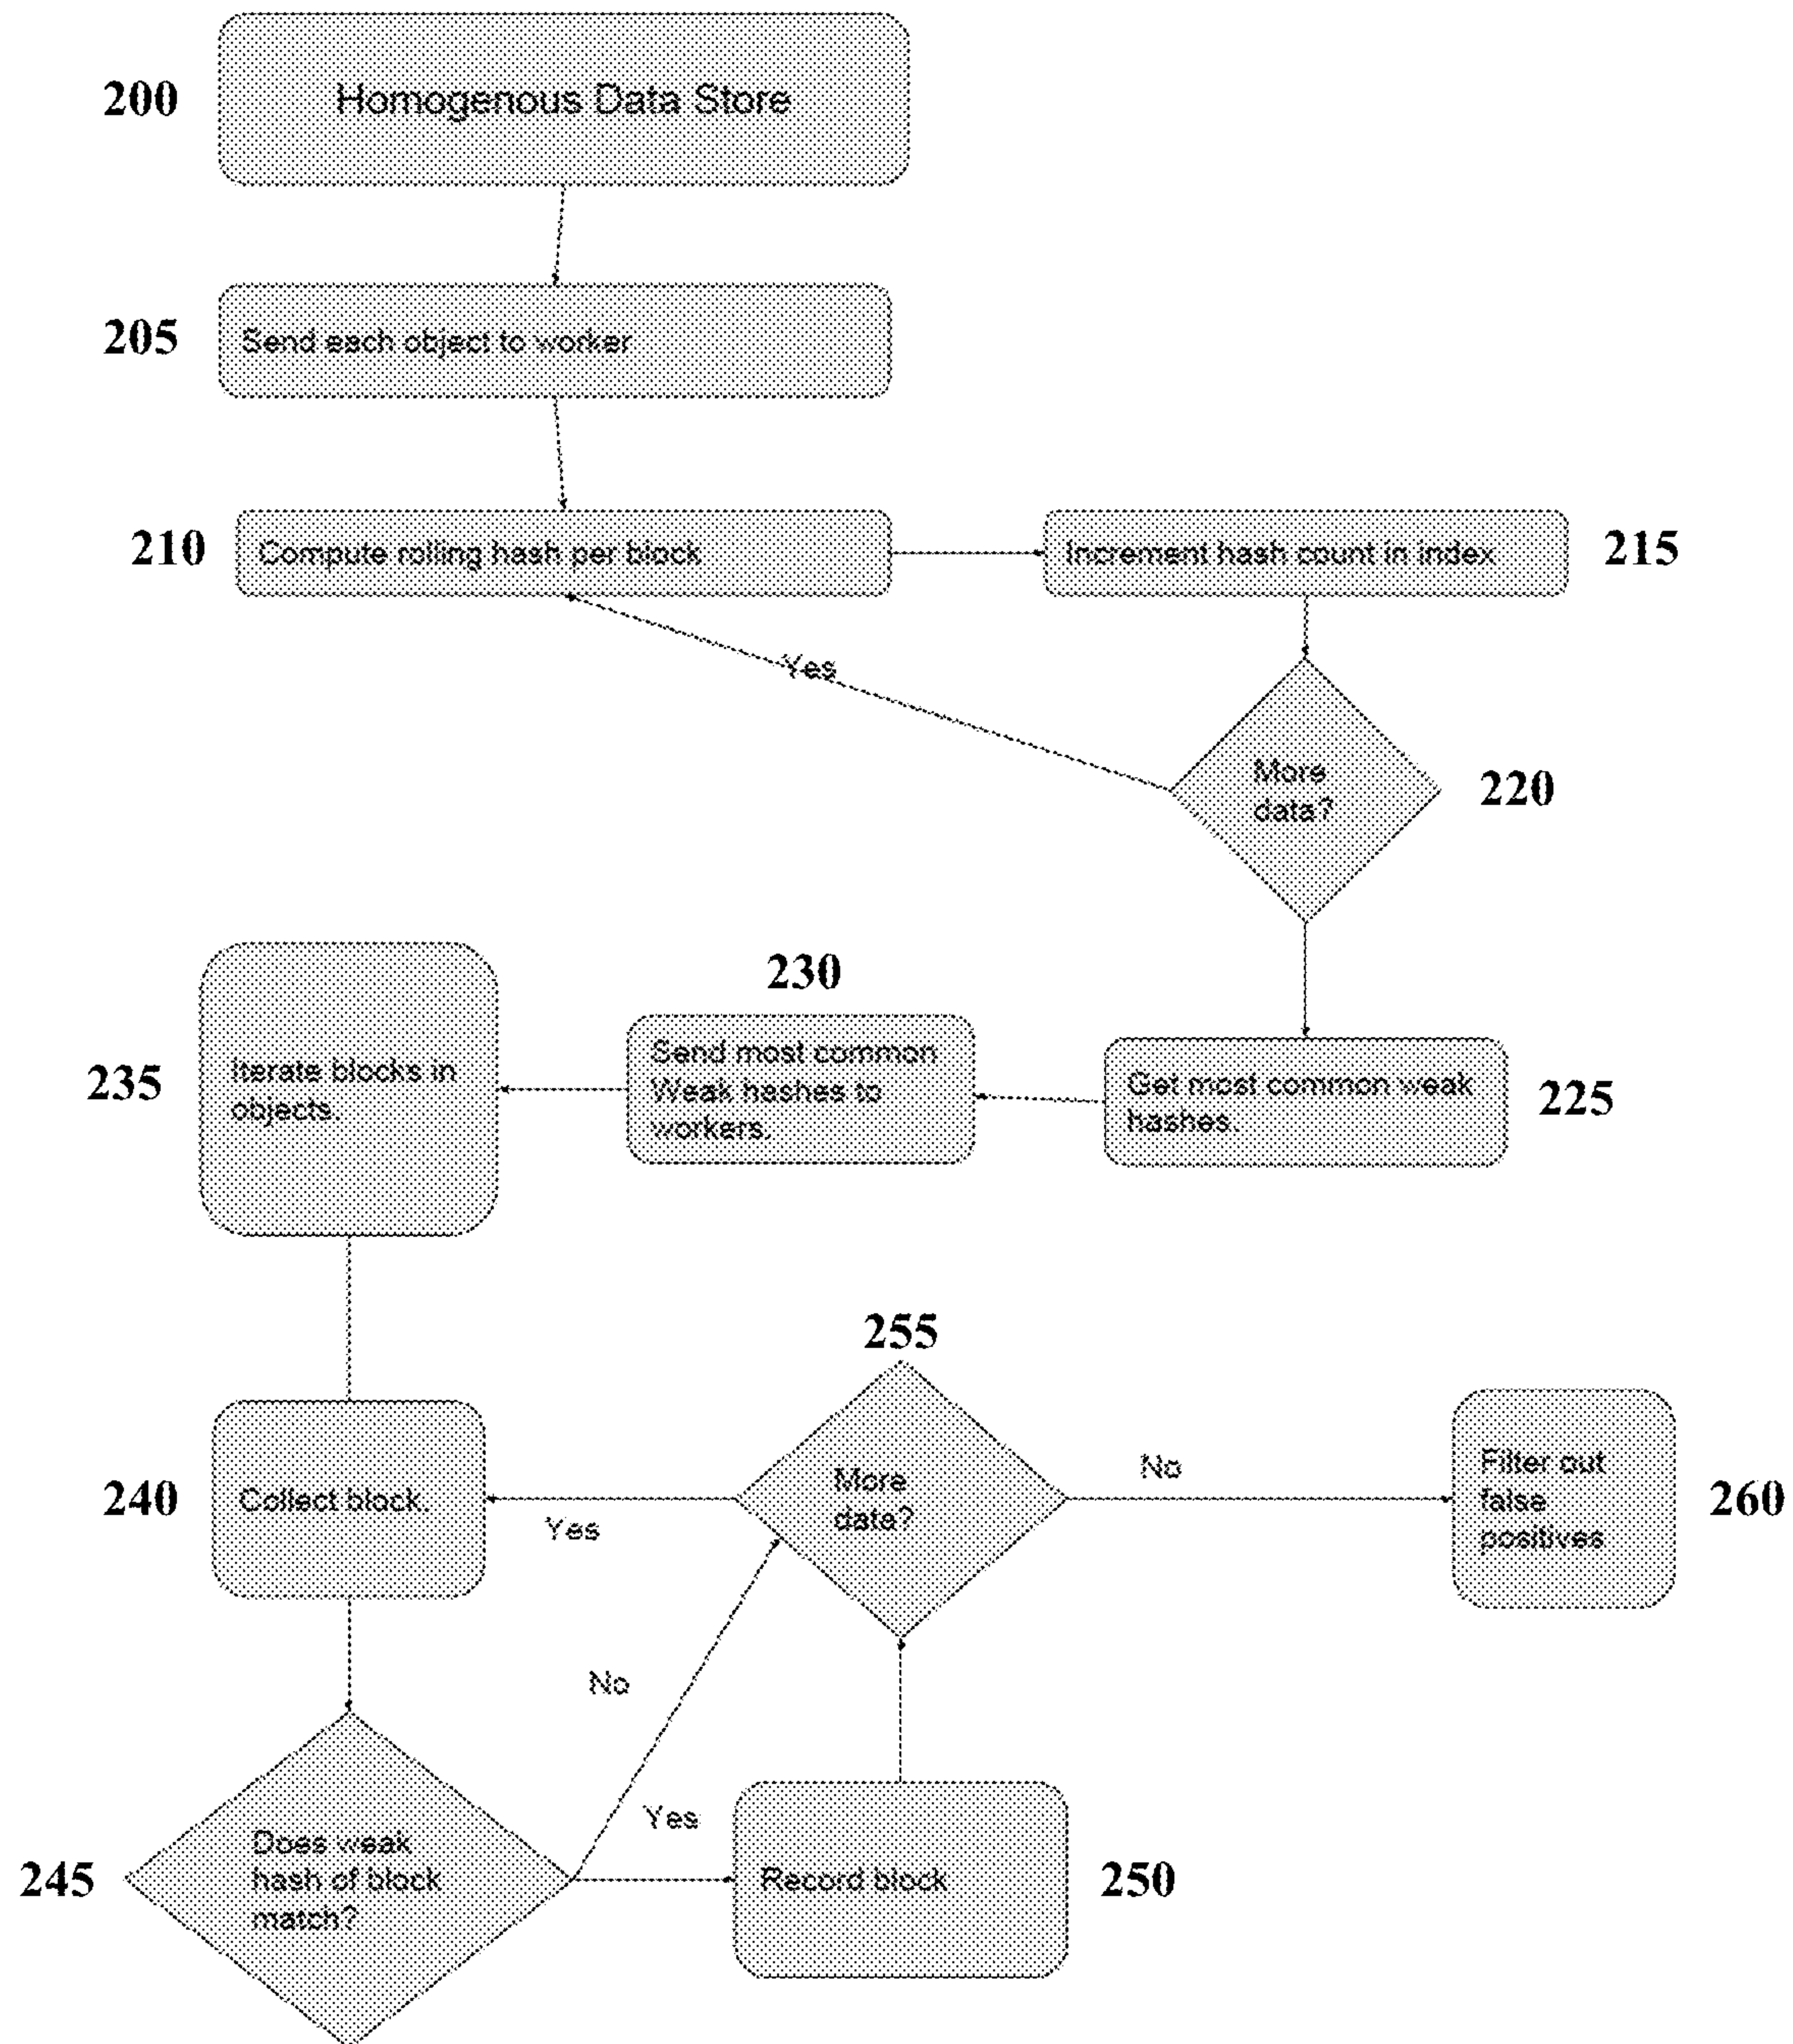 200
Homogenous Data Store
205
Send each object to worker
210
Compute rolling hash per block
Increment hash count in index
215
Yes
More
data?
220
230
235
Iterate blocks in
objects.
Send most common
Weak hashes to
workers.
Get most common weak
hashes.
225
255
240
Collect block.
Yes
More
data?
No
Filter out
false
positives
260
No
Yes
245
Does weak
hash of block
match?
Record block
250